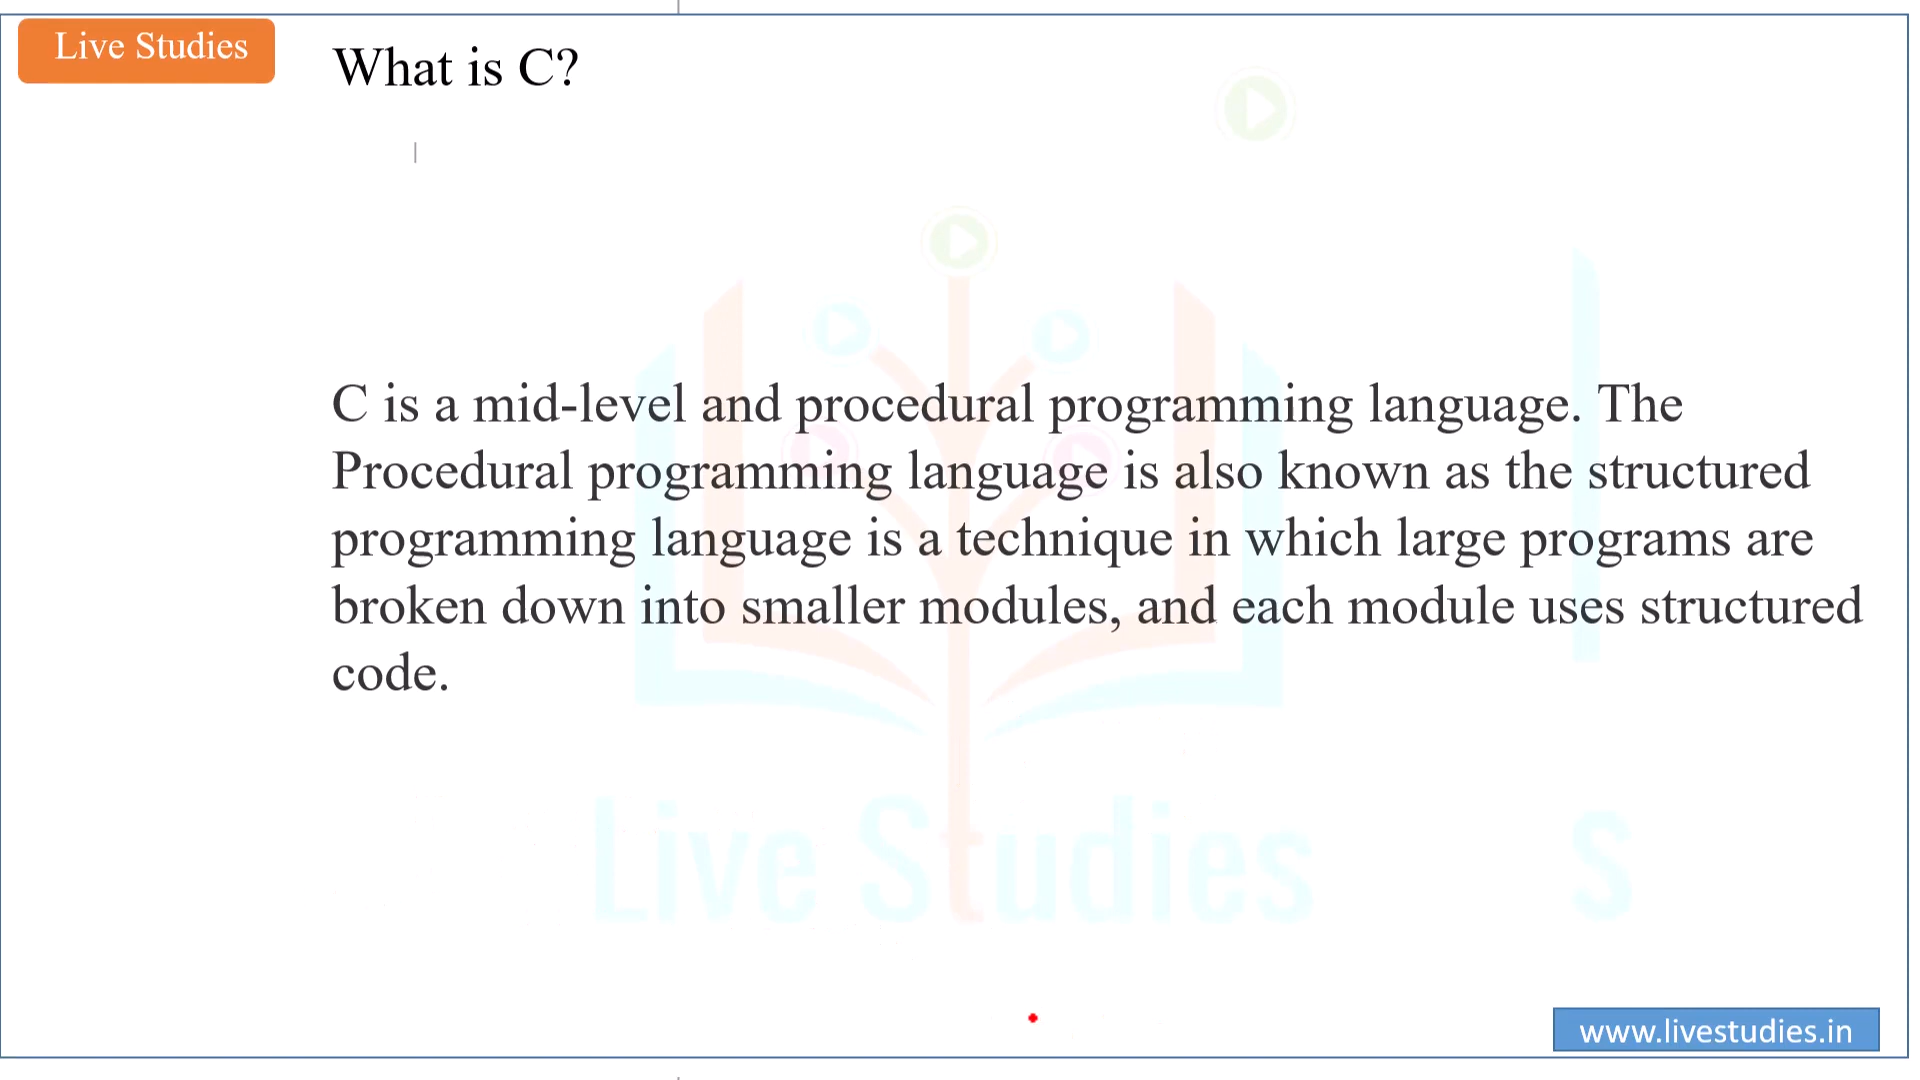 Live Studies
What is C?
C is a mid-level and procedural programming language. The
Procedural programming language is also known as the structured
programming language is a technique in which large programs are
broken down into smaller modules, and each module uses structured
code.
Live Studies
S
www.livestudies.in